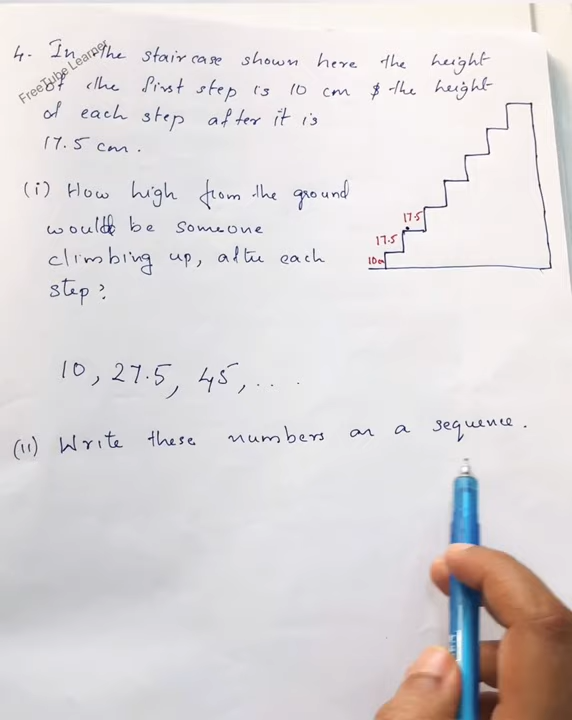 4. In the staircase shown here the height
of the first step is 10 cm & the height
of each step after it is
17.5 cm.
(i) How high from the ground
would be someone
climbing up, after each
step?
17.5
17.5
10cm
10, 27.5, 45, ....
(ii) Write these numbers as a sequence.
FreeTube Learner